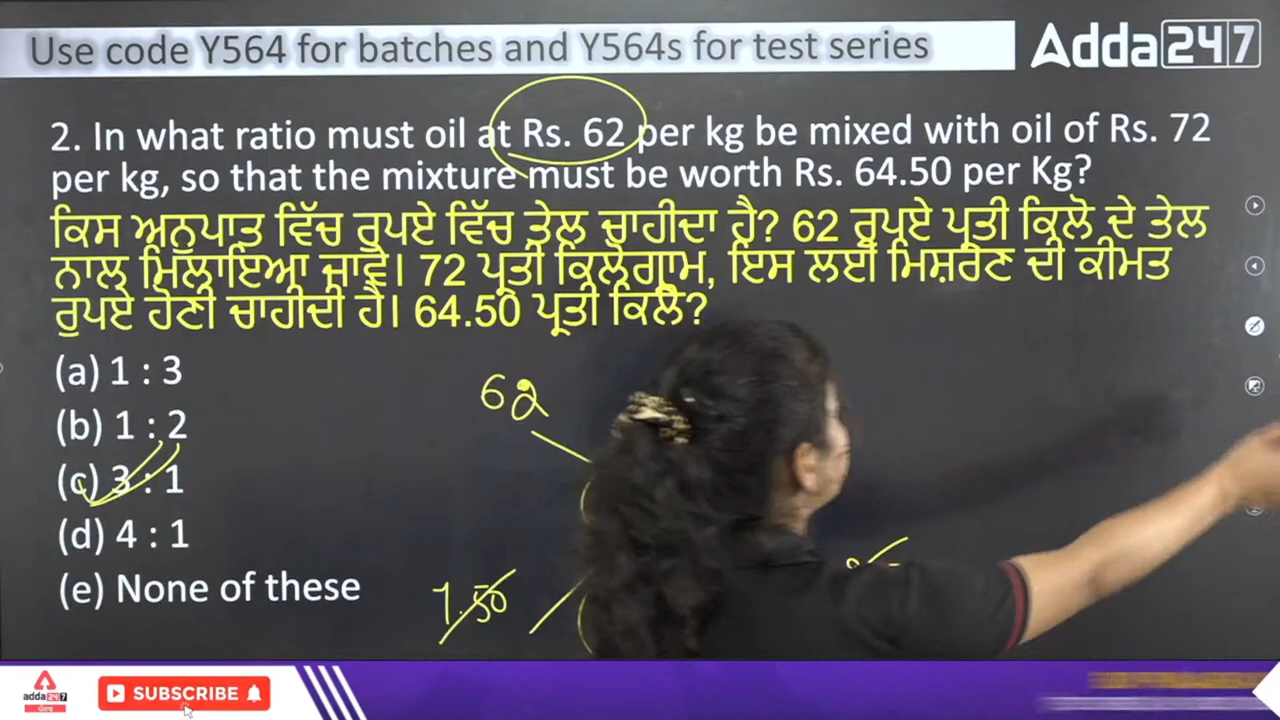 Use code Y564 for batches and Y564s for test series
Adda247
2. In what ratio must oil at Rs. 62 per kg be mixed with oil of Rs. 72
per kg, so that the mixture must be worth Rs. 64.50 per Kg?
ਕਿਸ ਅਨੁਪਾਤ ਵਿੱਚ ਰੁਪਏ ਵਿੱਚ ਤੇਲ ਚਾਹੀਦਾ ਹੈ? 62 ਰੁਪਏ ਪ੍ਰਤੀ ਕਿਲੋ ਦੇ ਤੇਲ
ਨਾਲ ਮਿਲਾਇਆ ਜਾਵੇ। 72 ਪ੍ਰਤੀ ਕਿਲੋਗ੍ਰਾਮ, ਇਸ ਲਈ ਮਿਸ਼ਰਣ ਦੀ ਕੀਮਤ
ਰੁਪਏ ਹੋਣੀ ਚਾਹੀਦੀ ਹੈ। 64.50 ਪ੍ਰਤੀ ਕਿਲੋ?
(a) 1 : 3
(b) 1 : 2
(c) 3 : 1
(d) 4 : 1
(e) None of these
62
7.50
adda247
ਪੰਜਾਬ
SUBSCRIBE